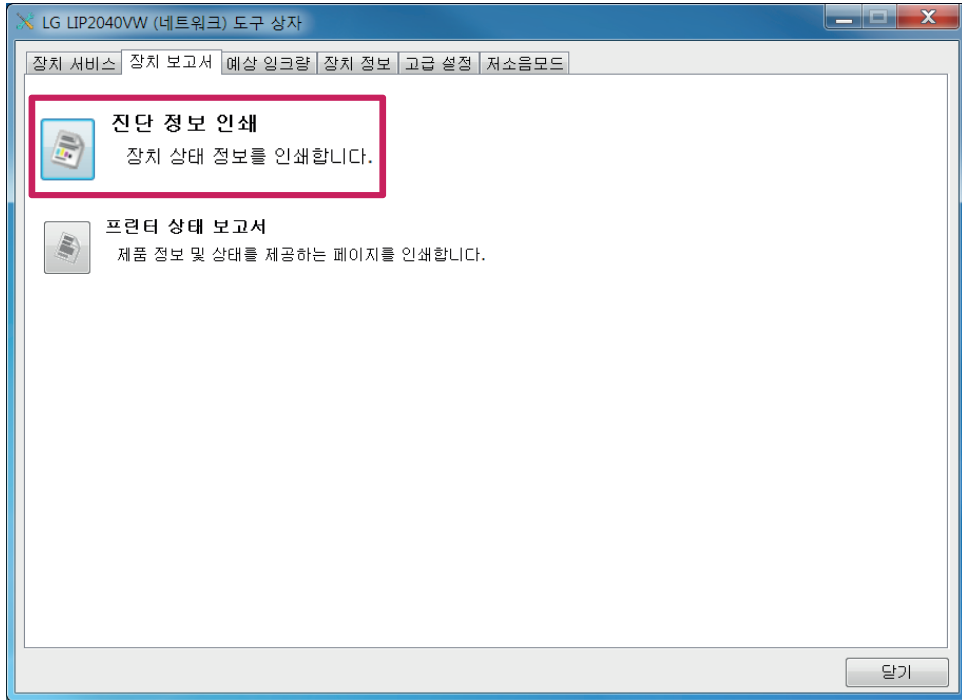 LG LIP2040VW (네트워크) 도구 상자
장치 서비스 장치 보고서 예상 잉크량 장치 정보 고급 설정 저소음모드
진단 정보 인쇄
장치 상태 정보를 인쇄합니다.
프린터 상태 보고서
제품 정보 및 상태를 제공하는 페이지를 인쇄합니다.
닫기